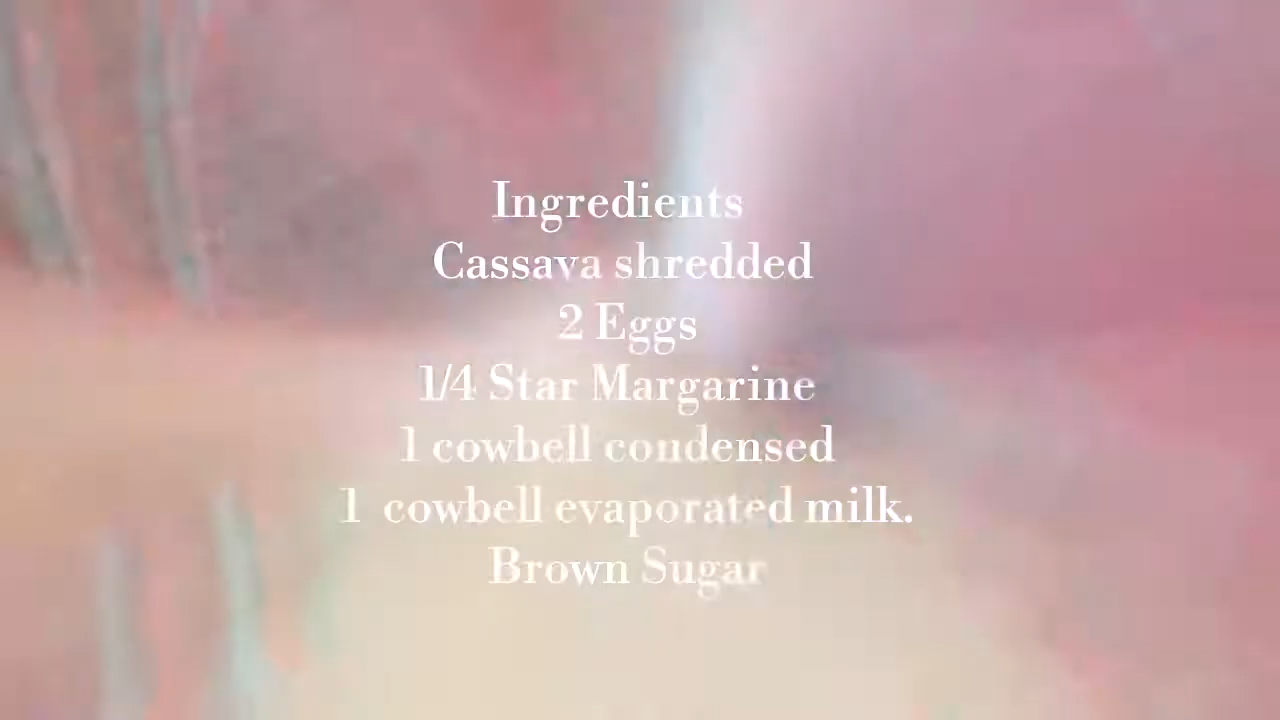 Ingredients
Cassava shredded
2 Eggs
1/4 Star Margarine
1 cowbell condensed
1 cowbell evaporated milk.
Brown Sugar